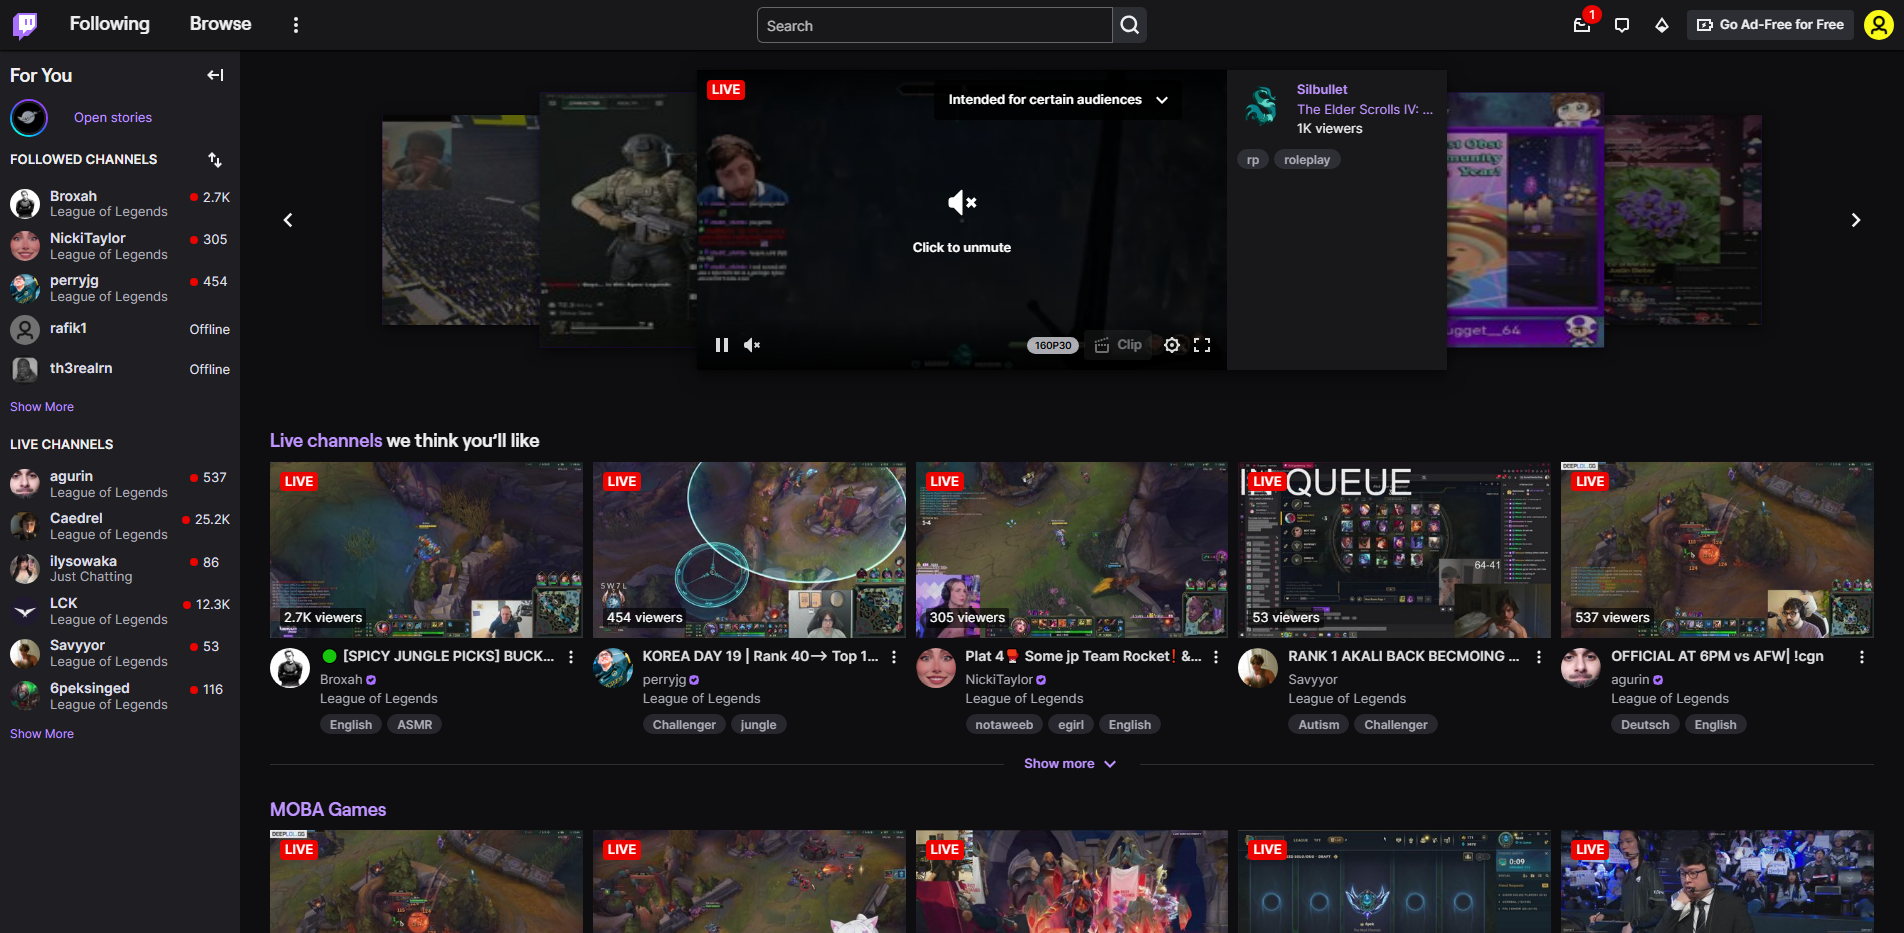 Following
Browse
Search
1
Go Ad-Free for Free
For You
Open stories
FOLLOWED CHANNELS
Broxah
League of Legends
2.7K
NickiTaylor
League of Legends
305
perryjg
League of Legends
454
rafik1
Offline
th3realrn
Offline
Show More
LIVE CHANNELS
agurin
League of Legends
537
Caedrel
League of Legends
25.2K
ilysowaka
Just Chatting
86
LCK
League of Legends
12.3K
Savyyor
League of Legends
53
6peksinged
League of Legends
116
Show More
LIVE
Intended for certain audiences
Click to unmute
160P30
Clip
Silbullet
The Elder Scrolls IV: ...
1K viewers
rp
roleplay
Live channels we think you'll like
LIVE
2.7K viewers
[SPICY JUNGLE PICKS] BUCK...
Broxah
League of Legends
English
ASMR
LIVE
454 viewers
KOREA DAY 19 | Rank 40--> Top 1...
perryjg
League of Legends
Challenger
jungle
LIVE
305 viewers
Plat 4🥊 Some jp Team Rocket❗ &...
NickiTaylor
League of Legends
notaweeb
egirl
English
IN QUEUE
LIVE
64-41
53 viewers
RANK 1 AKALI BACK BECMOING ...
Savyyor
League of Legends
Autism
Challenger
LIVE
537 viewers
OFFICIAL AT 6PM vs AFW| !cgn
agurin
League of Legends
Deutsch
English
Show more
MOBA Games
LIVE
LIVE
LIVE
LIVE
0:09
LIVE